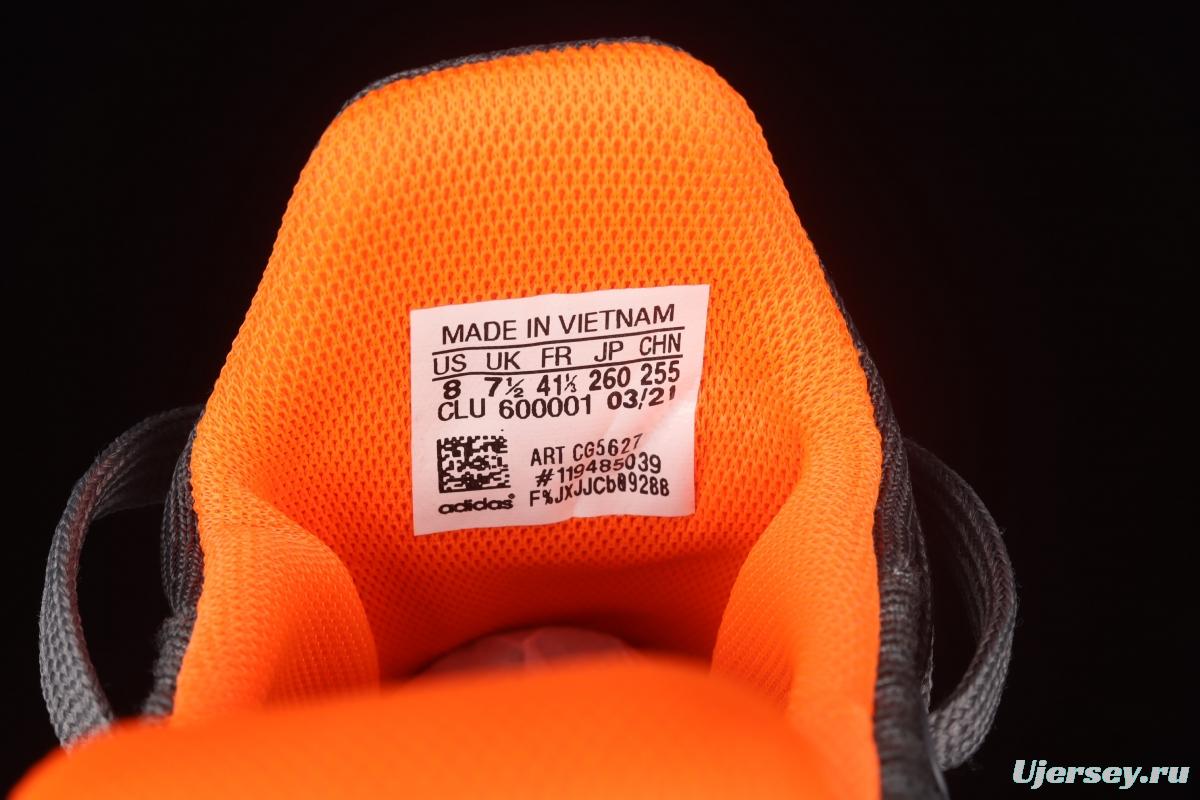 MADE IN VIETNAM
US UK FR JP CHN
8 7½ 41⅓ 260 255
CLU 600001 03/21
ART CG5627
#119485039
F%JXJJCb09288
adidas
Ujersey.ru